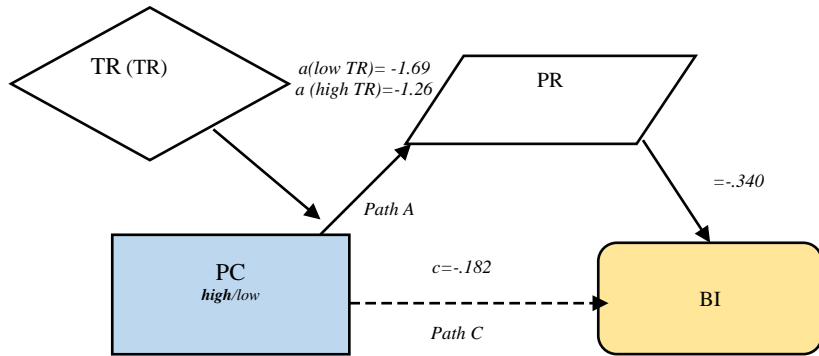 TR (TR)
a(low TR)= -1.69
a (high TR)=-1.26
PR
Path A
=-.340
PC
high/low
c=-.182
Path C
BI